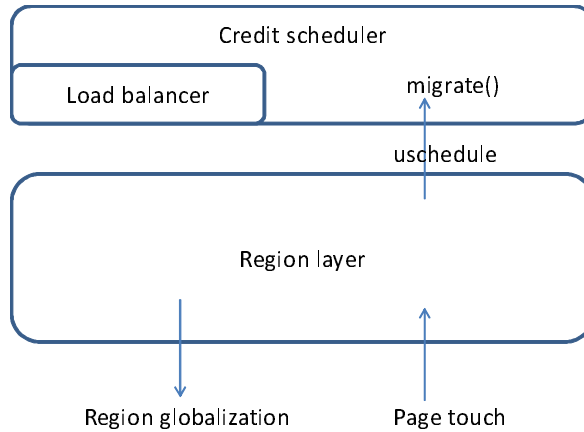 Credit scheduler
Load balancer
migrate()
uschedule
Region layer
Region globalization
Page touch